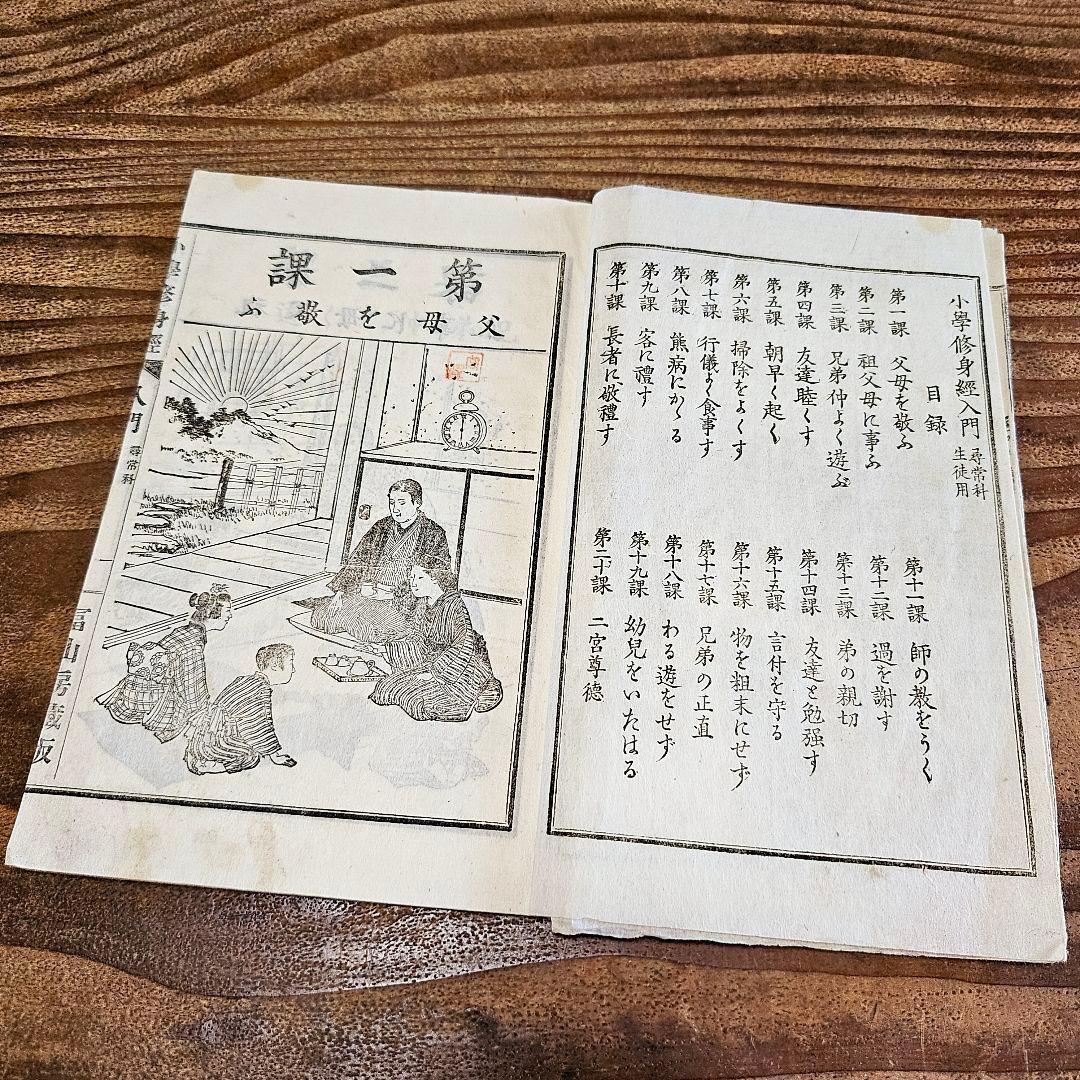 小學修身經入門 尋常科生徒用
目録
第一課 父母を敬ふ
第二課 祖父母に事ふ
第三課 兄弟仲よく遊ぶ
第四課 友達睦くす
第五課 朝早く起く
第六課 掃除をよくす
第七課 行儀よく食事す
第八課 熊病にかゝる
第九課 客に禮す
第十課 長者に敬禮す
第十一課 師の教をうく
第十二課 過を謝す
第十三課 弟の親切
第十四課 友達と勉强す
第十五課 言付を守る
第十六課 物を粗末にせず
第十七課 兄弟の正直
第十八課 わる遊をせず
第十九課 幼兒をいたはる
第二十課 二宮尊德
第一課
父母を敬ふ
小學修身經 入門 尋常科
一
冨山房藏版